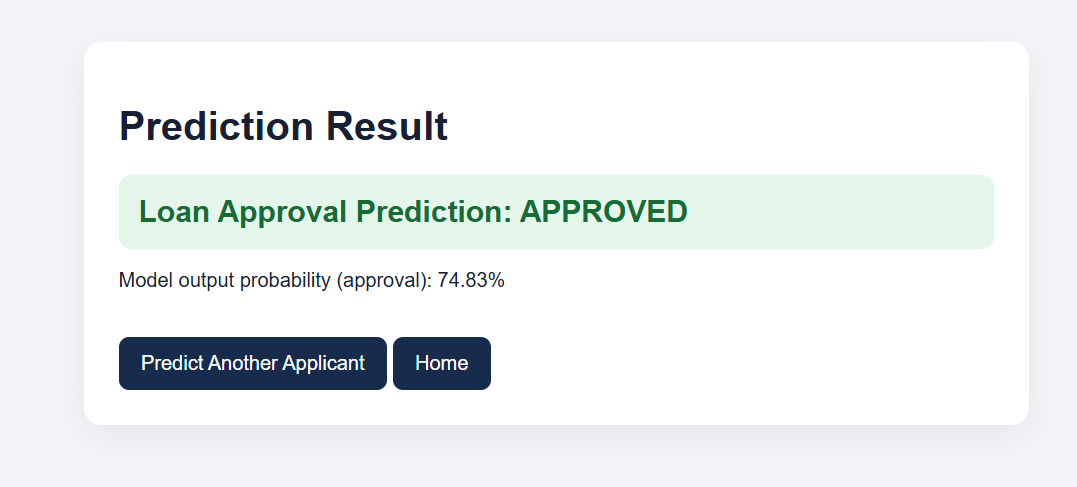 Prediction Result
Loan Approval Prediction: APPROVED
Model output probability (approval): 74.83%
Predict Another Applicant Home